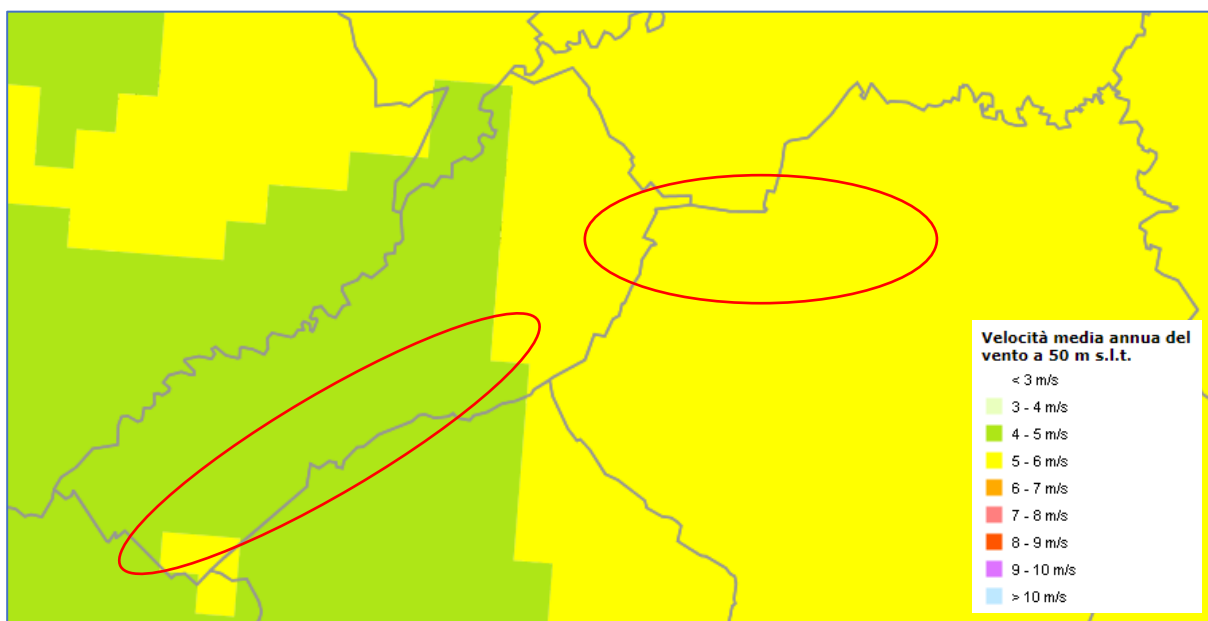 Velocità media annua del
vento a 50 m s.l.t.
< 3 m/s
3 - 4 m/s
4 - 5 m/s
5 - 6 m/s
6 - 7 m/s
7 - 8 m/s
8 - 9 m/s
9 - 10 m/s
> 10 m/s